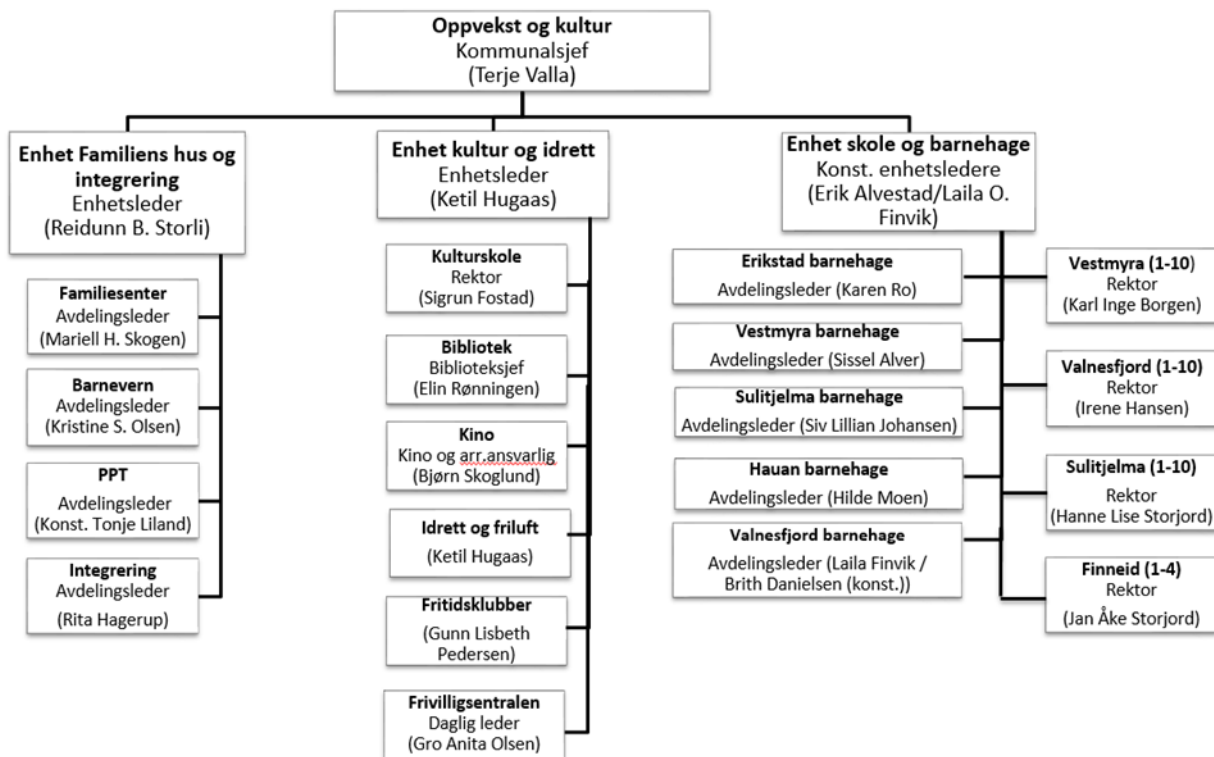 Oppvekst og kultur
Kommunalsjef
(Terje Valla)
Enhet Familiens hus og
integrering
Enhetsleder
(Reidunn B. Storli)
Familiesenter
Avdelingsleder
(Mariell H. Skogen)
Barnevern
Avdelingsleder
(Kristine S. Olsen)
PPT
Avdelingsleder
(Konst. Tonje Liland)
Integrering
Avdelingsleder
(Rita Hagerup)
Enhet kultur og idrett
Enhetsleder
(Ketil Hugaas)
Kulturskole
Rektor
(Sigrun Fostad)
Bibliotek
Biblioteksjef
(Elin Rønningen)
Kino
Kino og arr.ansvarlig
(Bjørn Skoglund)
Idrett og friluft
(Ketil Hugaas)
Fritidsklubber
(Gunn Lisbeth
Pedersen)
Frivilligsentralen
Daglig leder
(Gro Anita Olsen)
Enhet skole og barnehage
Konst. enhetsledere
(Erik Alvestad/Laila O.
Finvik)
Erikstad barnehage
Avdelingsleder (Karen Ro)
Vestmyra barnehage
Avdelingsleder (Sissel Alver)
Sulitjelma barnehage
Avdelingsleder (Siv Lillian Johansen)
Hauan barnehage
Avdelingsleder (Hilde Moen)
Valnesfjord barnehage
Avdelingsleder (Laila Finvik /
Brith Danielsen (konst.))
Vestmyra (1-10)
Rektor
(Karl Inge Borgen)
Valnesfjord (1-10)
Rektor
(Irene Hansen)
Sulitjelma (1-10)
Rektor
(Hanne Lise Storjord)
Finneid (1-4)
Rektor
(Jan Åke Storjord)